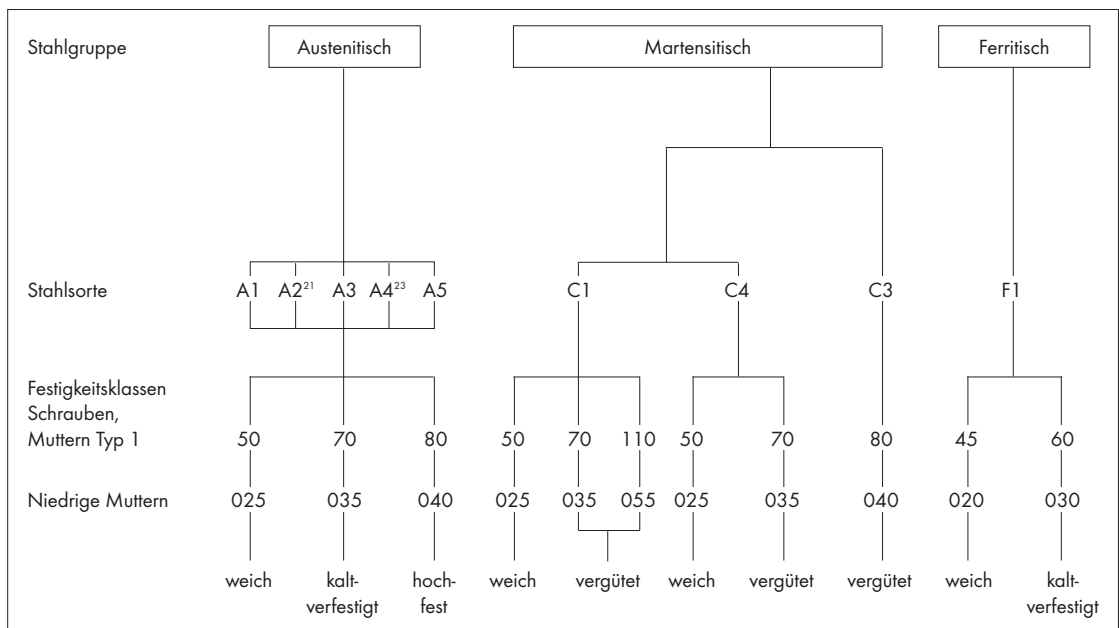 Stahlgruppe Austenitisch Martensitisch Ferritisch
Stahlsorte A1 A2²¹ A3 A4²³ A5 C1 C4 C3 F1
Festigkeitsklassen
Schrauben,
Muttern Typ 1 50 70 80 50 70 110 50 70 80 45 60
Niedrige Muttern 025 035 040 025 035 055 025 035 040 020 030
weich kalt- hoch- weich vergütet weich vergütet vergütet weich kalt-
verfestigt fest verfestigt